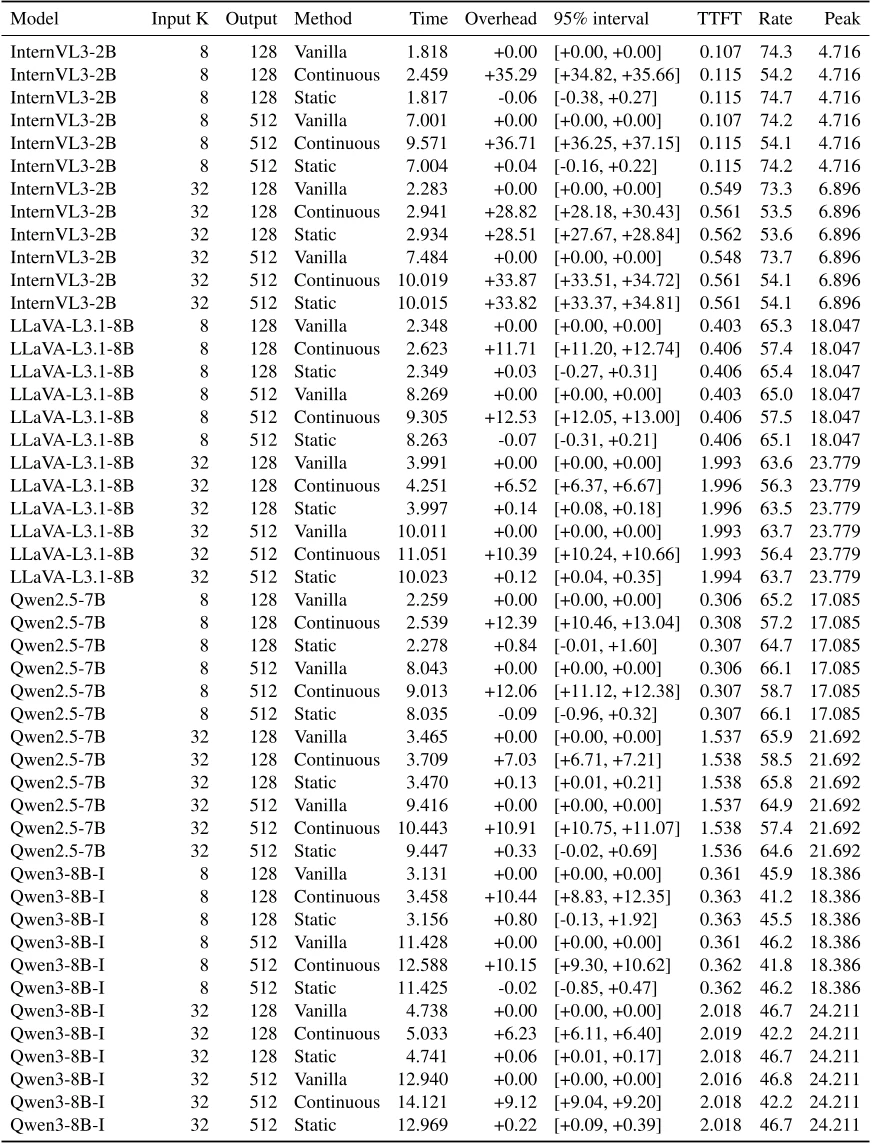 Model Input K Output Method Time Overhead 95% interval TTFT Rate Peak
InternVL3-2B 8 128 Vanilla 1.818 +0.00 [+0.00, +0.00] 0.107 74.3 4.716
InternVL3-2B 8 128 Continuous 2.459 +35.29 [+34.82, +35.66] 0.115 54.2 4.716
InternVL3-2B 8 128 Static 1.817 -0.06 [-0.38, +0.27] 0.115 74.7 4.716
InternVL3-2B 8 512 Vanilla 7.001 +0.00 [+0.00, +0.00] 0.107 74.2 4.716
InternVL3-2B 8 512 Continuous 9.571 +36.71 [+36.25, +37.15] 0.115 54.1 4.716
InternVL3-2B 8 512 Static 7.004 +0.04 [-0.16, +0.22] 0.115 74.2 4.716
InternVL3-2B 32 128 Vanilla 2.283 +0.00 [+0.00, +0.00] 0.549 73.3 6.896
InternVL3-2B 32 128 Continuous 2.941 +28.82 [+28.18, +30.43] 0.561 53.5 6.896
InternVL3-2B 32 128 Static 2.934 +28.51 [+27.67, +28.84] 0.562 53.6 6.896
InternVL3-2B 32 512 Vanilla 7.484 +0.00 [+0.00, +0.00] 0.548 73.7 6.896
InternVL3-2B 32 512 Continuous 10.019 +33.87 [+33.51, +34.72] 0.561 54.1 6.896
InternVL3-2B 32 512 Static 10.015 +33.82 [+33.37, +34.81] 0.561 54.1 6.896
LLaVA-L3.1-8B 8 128 Vanilla 2.348 +0.00 [+0.00, +0.00] 0.403 65.3 18.047
LLaVA-L3.1-8B 8 128 Continuous 2.623 +11.71 [+11.20, +12.74] 0.406 57.4 18.047
LLaVA-L3.1-8B 8 128 Static 2.349 +0.03 [-0.27, +0.31] 0.406 65.4 18.047
LLaVA-L3.1-8B 8 512 Vanilla 8.269 +0.00 [+0.00, +0.00] 0.403 65.0 18.047
LLaVA-L3.1-8B 8 512 Continuous 9.305 +12.53 [+12.05, +13.00] 0.406 57.5 18.047
LLaVA-L3.1-8B 8 512 Static 8.263 -0.07 [-0.31, +0.21] 0.406 65.1 18.047
LLaVA-L3.1-8B 32 128 Vanilla 3.991 +0.00 [+0.00, +0.00] 1.993 63.6 23.779
LLaVA-L3.1-8B 32 128 Continuous 4.251 +6.52 [+6.37, +6.67] 1.996 56.3 23.779
LLaVA-L3.1-8B 32 128 Static 3.997 +0.14 [+0.08, +0.18] 1.996 63.5 23.779
LLaVA-L3.1-8B 32 512 Vanilla 10.011 +0.00 [+0.00, +0.00] 1.993 63.7 23.779
LLaVA-L3.1-8B 32 512 Continuous 11.051 +10.39 [+10.24, +10.66] 1.993 56.4 23.779
LLaVA-L3.1-8B 32 512 Static 10.023 +0.12 [+0.04, +0.35] 1.994 63.7 23.779
Qwen2.5-7B 8 128 Vanilla 2.259 +0.00 [+0.00, +0.00] 0.306 65.2 17.085
Qwen2.5-7B 8 128 Continuous 2.539 +12.39 [+10.46, +13.04] 0.308 57.2 17.085
Qwen2.5-7B 8 128 Static 2.278 +0.84 [-0.01, +1.60] 0.307 64.7 17.085
Qwen2.5-7B 8 512 Vanilla 8.043 +0.00 [+0.00, +0.00] 0.306 66.1 17.085
Qwen2.5-7B 8 512 Continuous 9.013 +12.06 [+11.12, +12.38] 0.307 58.7 17.085
Qwen2.5-7B 8 512 Static 8.035 -0.09 [-0.96, +0.32] 0.307 66.1 17.085
Qwen2.5-7B 32 128 Vanilla 3.465 +0.00 [+0.00, +0.00] 1.537 65.9 21.692
Qwen2.5-7B 32 128 Continuous 3.709 +7.03 [+6.71, +7.21] 1.538 58.5 21.692
Qwen2.5-7B 32 128 Static 3.470 +0.13 [+0.01, +0.21] 1.538 65.8 21.692
Qwen2.5-7B 32 512 Vanilla 9.416 +0.00 [+0.00, +0.00] 1.537 64.9 21.692
Qwen2.5-7B 32 512 Continuous 10.443 +10.91 [+10.75, +11.07] 1.538 57.4 21.692
Qwen2.5-7B 32 512 Static 9.447 +0.33 [-0.02, +0.69] 1.536 64.6 21.692
Qwen3-8B-I 8 128 Vanilla 3.131 +0.00 [+0.00, +0.00] 0.361 45.9 18.386
Qwen3-8B-I 8 128 Continuous 3.458 +10.44 [+8.83, +12.35] 0.363 41.2 18.386
Qwen3-8B-I 8 128 Static 3.156 +0.80 [-0.13, +1.92] 0.363 45.5 18.386
Qwen3-8B-I 8 512 Vanilla 11.428 +0.00 [+0.00, +0.00] 0.361 46.2 18.386
Qwen3-8B-I 8 512 Continuous 12.588 +10.15 [+9.30, +10.62] 0.362 41.8 18.386
Qwen3-8B-I 8 512 Static 11.425 -0.02 [-0.85, +0.47] 0.362 46.2 18.386
Qwen3-8B-I 32 128 Vanilla 4.738 +0.00 [+0.00, +0.00] 2.018 46.7 24.211
Qwen3-8B-I 32 128 Continuous 5.033 +6.23 [+6.11, +6.40] 2.019 42.2 24.211
Qwen3-8B-I 32 128 Static 4.741 +0.06 [+0.01, +0.17] 2.018 46.7 24.211
Qwen3-8B-I 32 512 Vanilla 12.940 +0.00 [+0.00, +0.00] 2.016 46.8 24.211
Qwen3-8B-I 32 512 Continuous 14.121 +9.12 [+9.04, +9.20] 2.018 42.2 24.211
Qwen3-8B-I 32 512 Static 12.969 +0.22 [+0.09, +0.39] 2.018 46.7 24.211